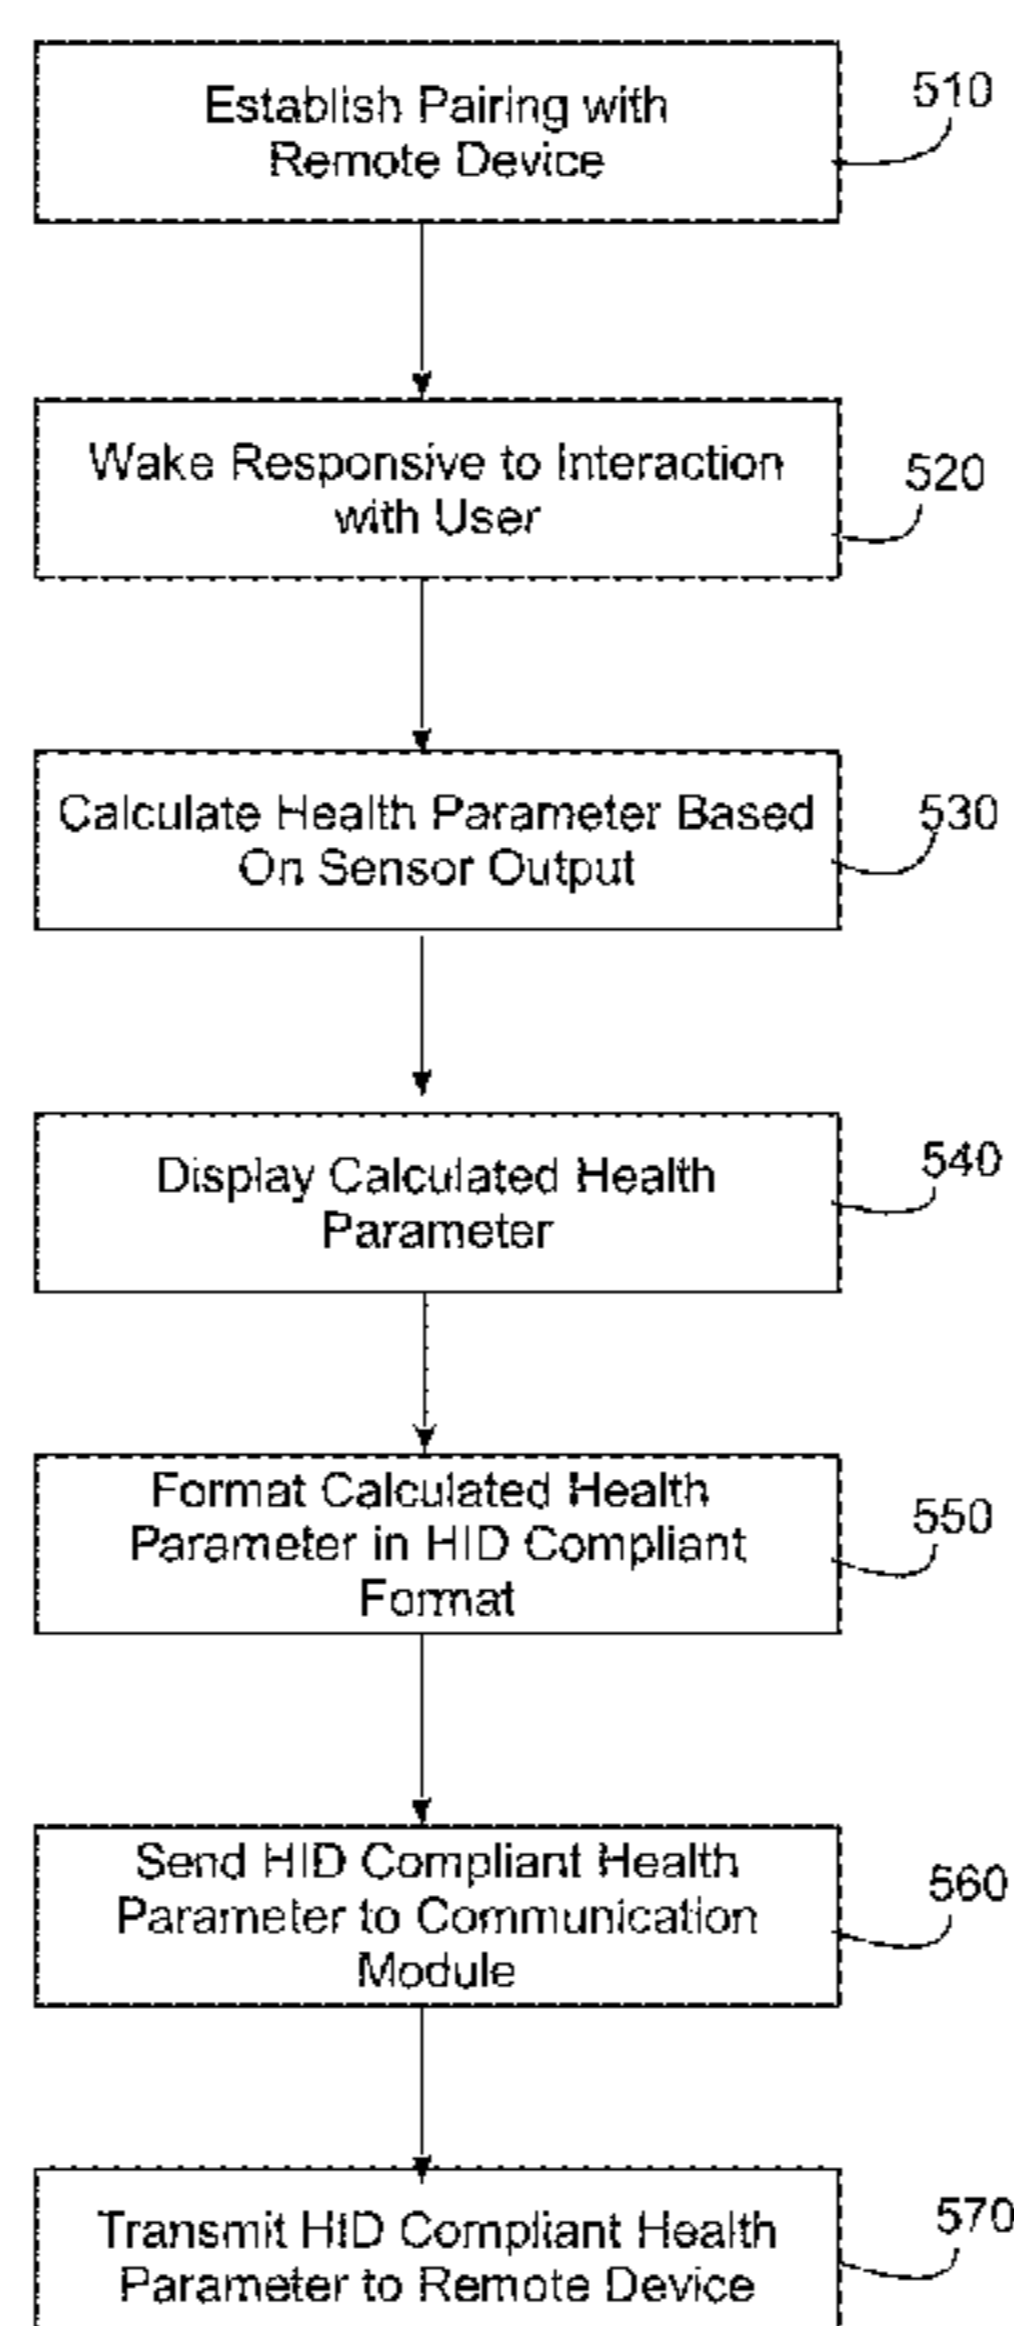 Establish Pairing with
Remote Device
510
Wake Responsive to Interaction
with User
520
Calculate Health Parameter Based
On Sensor Output
530
Display Calculated Health
Parameter
540
Format Calculated Health
Parameter in HID Compliant
Format
550
Send HID Compliant Health
Parameter to Communication
Module
560
Transmit HID Compliant Health
Parameter to Remote Device
570